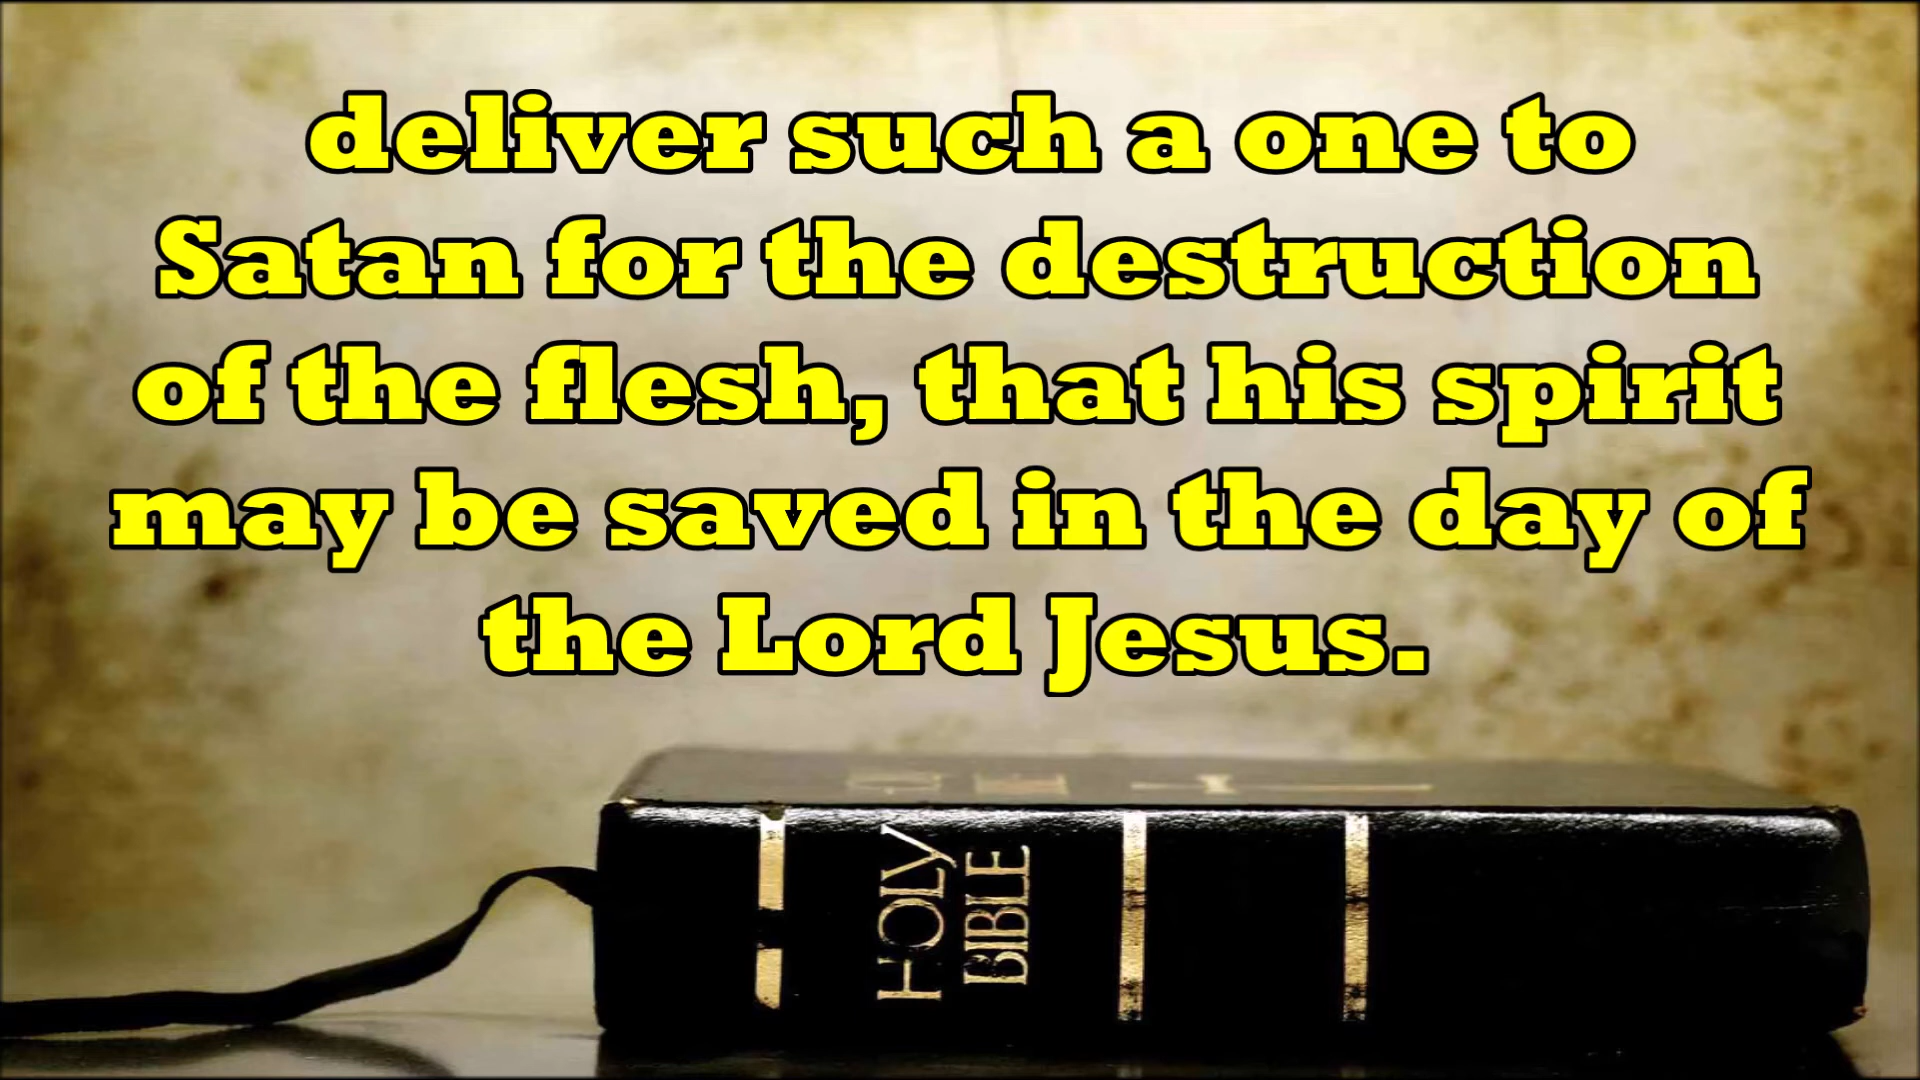 deliver such a one to
Satan for the destruction
of the flesh, that his spirit
may be saved in the day of
the Lord Jesus.
HOLY
BIBLE